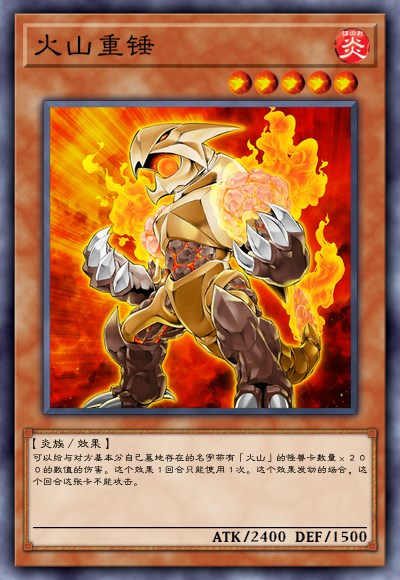 火山重锤
炎
ほのお
【炎族／效果】
可以给与对方基本分自己墓地存在的名字带有「火山」的怪兽卡数量×２０
０的数值的伤害。这个效果１回合只能使用１次。这个效果发动的场合，这
个回合这张卡不能攻击。
ATK/2400 DEF/1500